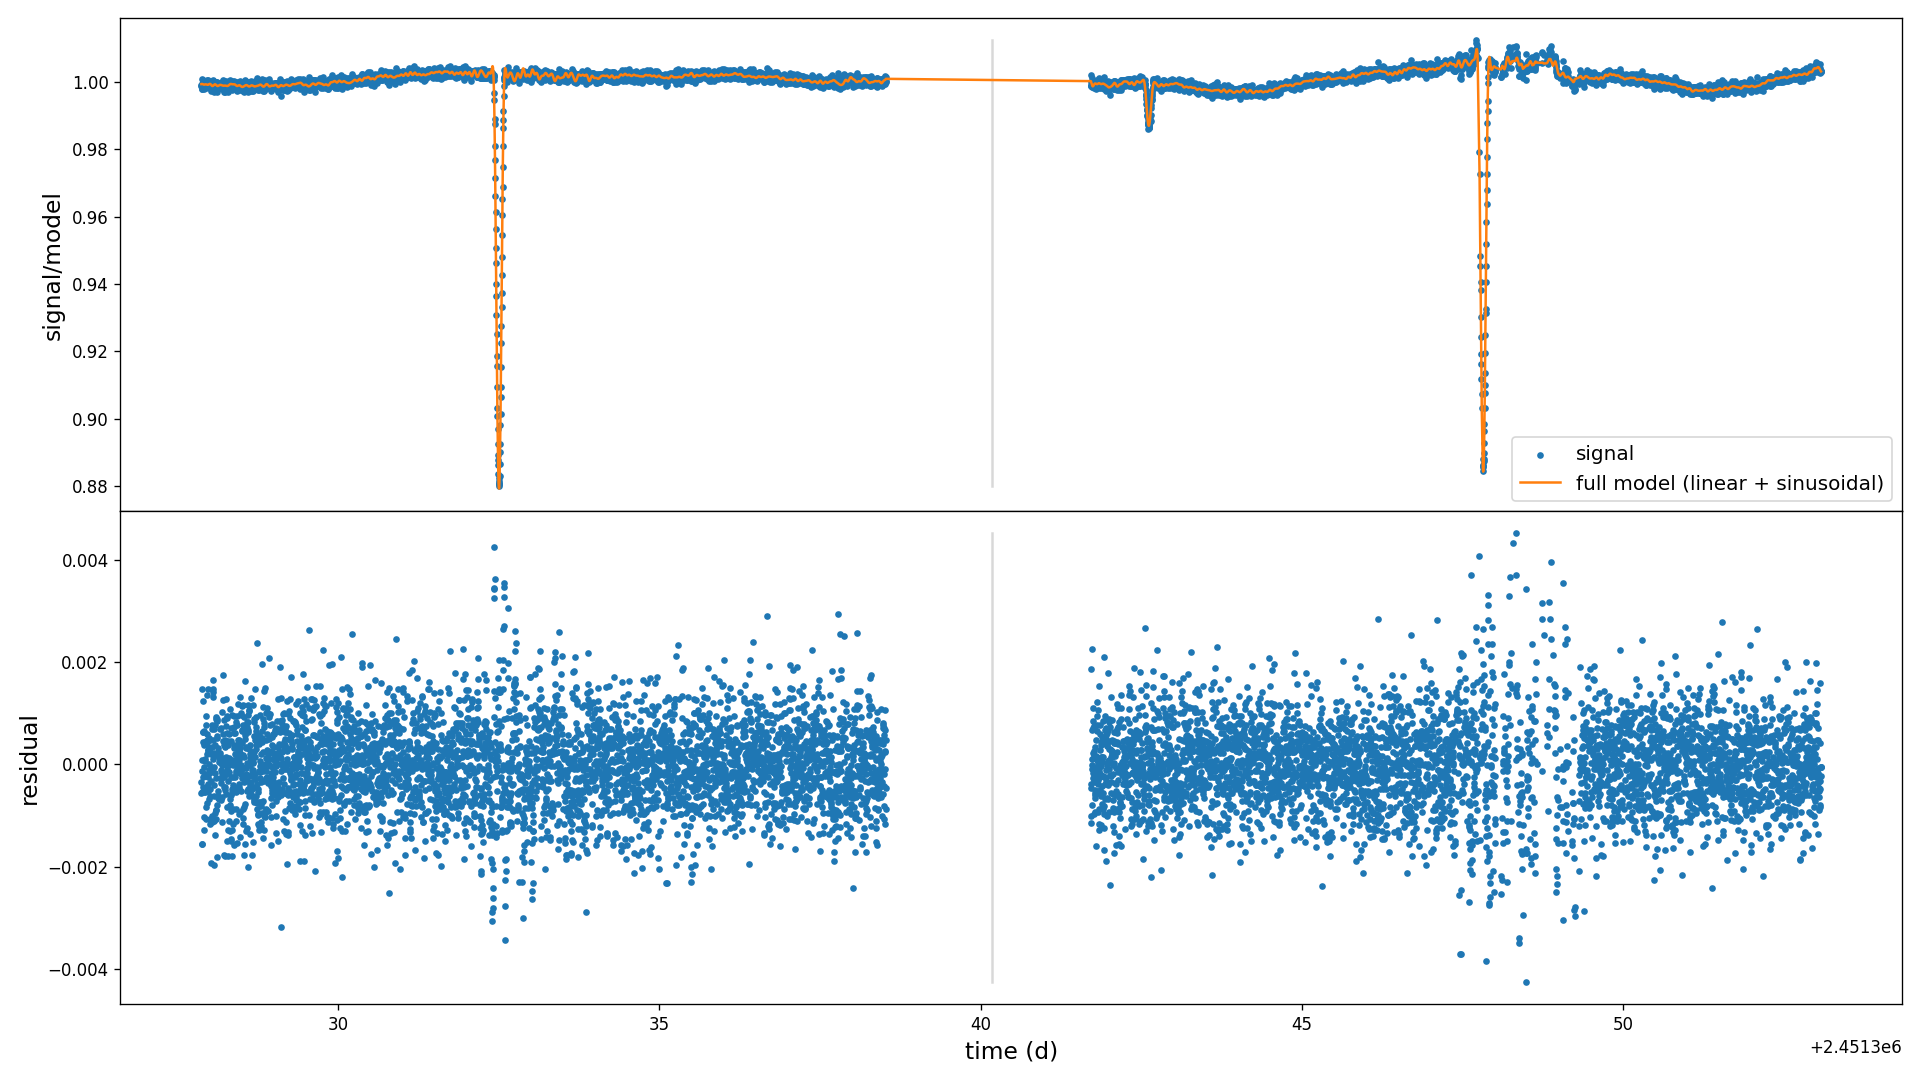 1.00
0.98
0.96
0.94
0.92
0.90
0.88
signal/model
signal
full model (linear + sinusoidal)
0.004
0.002
0.000
−0.002
−0.004
residual
30
35
40
45
50
time (d)
+2.4513e6